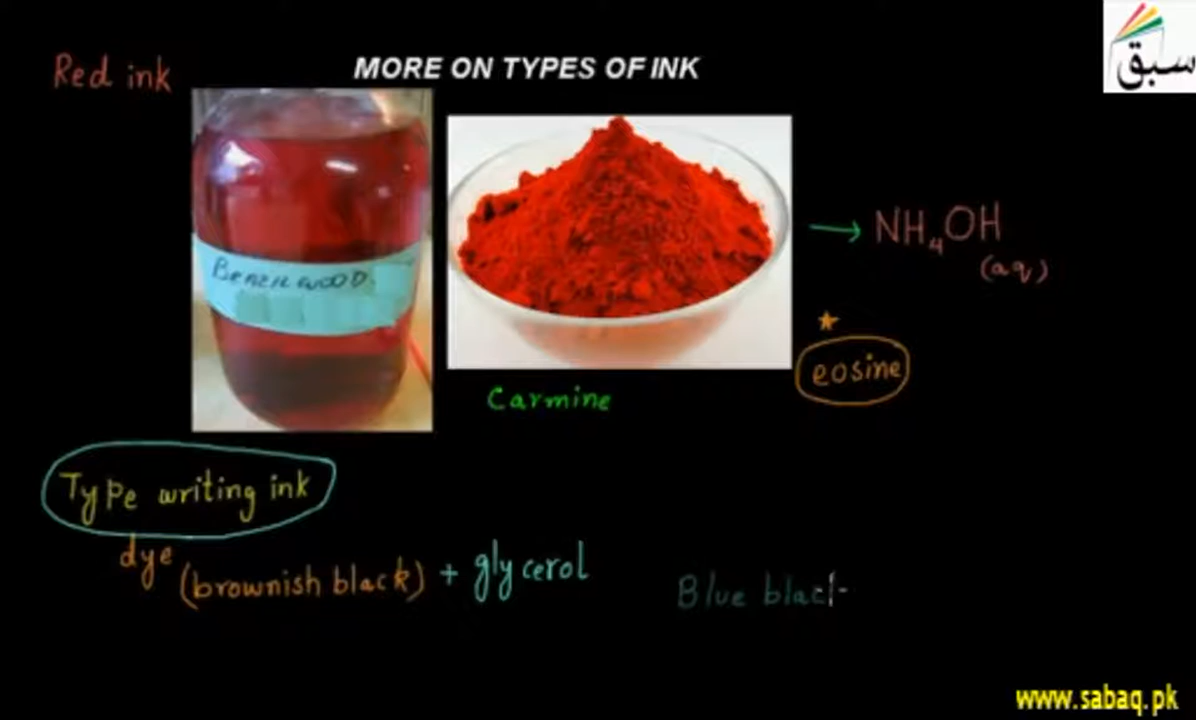 سبق
Red ink
MORE ON TYPES OF INK
BRAZILWOOD
NH4OH
(aq)
eosine
Carmine
Type writing ink
dye (brownish black) + glycerol
Blue black
www.sabaq.pk